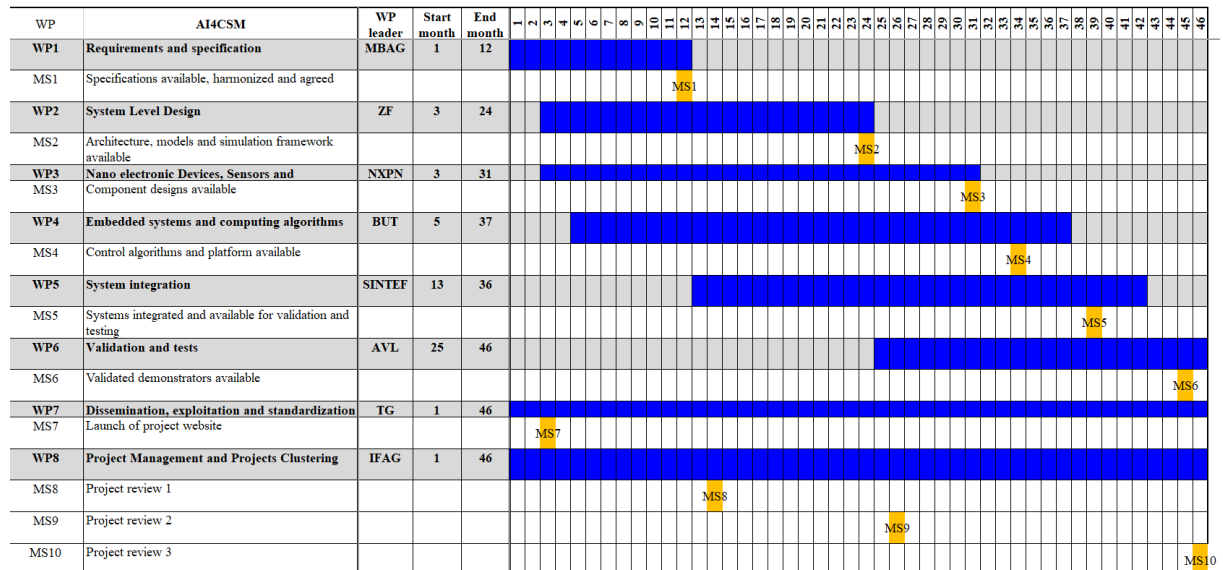 WP AI4CSM WP leader Start month End month 1 2 3 4 5 6 7 8 9 10 11 12 13 14 15 16 17 18 19 20 21 22 23 24 25 26 27 28 29 30 31 32 33 34 35 36 37 38 39 40 41 42 43 44 45 46
WP1 Requirements and specification MBAG 1 12
MS1 Specifications available, harmonized and agreed MS1
WP2 System Level Design ZF 3 24
MS2 Architecture, models and simulation framework available MS2
WP3 Nano electronic Devices, Sensors and NXPN 3 31
MS3 Component designs available MS3
WP4 Embedded systems and computing algorithms BUT 5 37
MS4 Control algorithms and platform available MS4
WP5 System integration SINTEF 13 36
MS5 Systems integrated and available for validation and testing MS5
WP6 Validation and tests AVL 25 46
MS6 Validated demonstrators available MS6
WP7 Dissemination, exploitation and standardization TG 1 46
MS7 Launch of project website MS7
WP8 Project Management and Projects Clustering IFAG 1 46
MS8 Project review 1 MS8
MS9 Project review 2 MS9
MS10 Project review 3 MS10